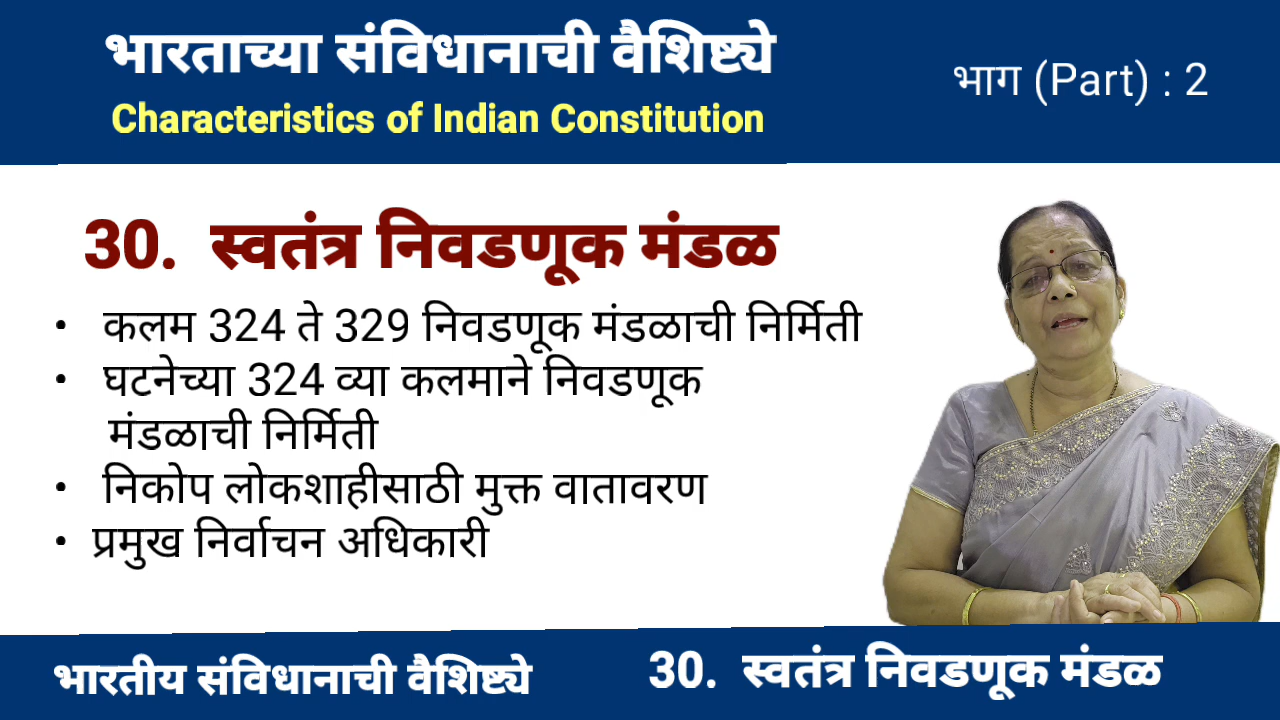 भारताच्या संविधानाची वैशिष्ट्ये
Characteristics of Indian Constitution
भाग (Part) : 2
30. स्वतंत्र निवडणूक मंडळ
• कलम 324 ते 329 निवडणूक मंडळाची निर्मिती
• घटनेच्या 324 व्या कलमाने निवडणूक
मंडळाची निर्मिती
• निकोप लोकशाहीसाठी मुक्त वातावरण
• प्रमुख निर्वाचन अधिकारी
भारतीय संविधानाची वैशिष्ट्ये
30. स्वतंत्र निवडणूक मंडळ